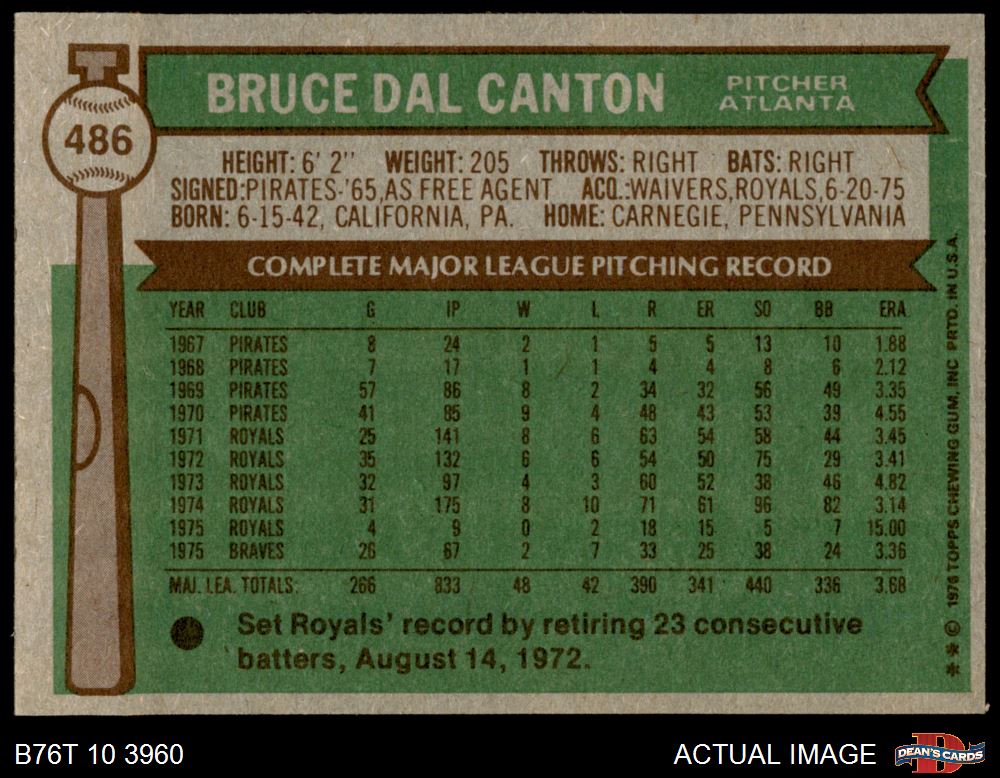 486
BRUCE DAL CANTON
PITCHER
ATLANTA
HEIGHT: 6' 2" WEIGHT: 205 THROWS: RIGHT BATS: RIGHT
SIGNED:PIRATES-'65,AS FREE AGENT ACQ.:WAIVERS,ROYALS,6-20-75
BORN: 6-15-42, CALIFORNIA, PA. HOME: CARNEGIE, PENNSYLVANIA
COMPLETE MAJOR LEAGUE PITCHING RECORD
YEAR CLUB G IP W L R ER SO BB ERA
1967 PIRATES 8 24 2 1 5 5 13 10 1.88
1968 PIRATES 7 17 1 1 4 4 8 6 2.12
1969 PIRATES 57 86 8 2 34 32 56 49 3.35
1970 PIRATES 41 85 9 4 48 43 53 39 4.55
1971 ROYALS 25 141 8 6 63 54 58 44 3.45
1972 ROYALS 35 132 6 6 54 50 75 29 3.41
1973 ROYALS 32 97 4 3 60 52 38 46 4.82
1974 ROYALS 31 175 8 10 71 61 96 82 3.14
1975 ROYALS 4 9 0 2 18 15 5 7 15.00
1975 BRAVES 26 67 2 7 33 25 38 24 3.36
MAJ. LEA. TOTALS: 266 833 48 42 390 341 440 336 3.68
Set Royals' record by retiring 23 consecutive
batters, August 14, 1972.
** © 1976 TOPPS CHEWING GUM, INC PRTD. IN U.S.A.
B76T 10 3960
ACTUAL IMAGE
DEAN'S CARDS